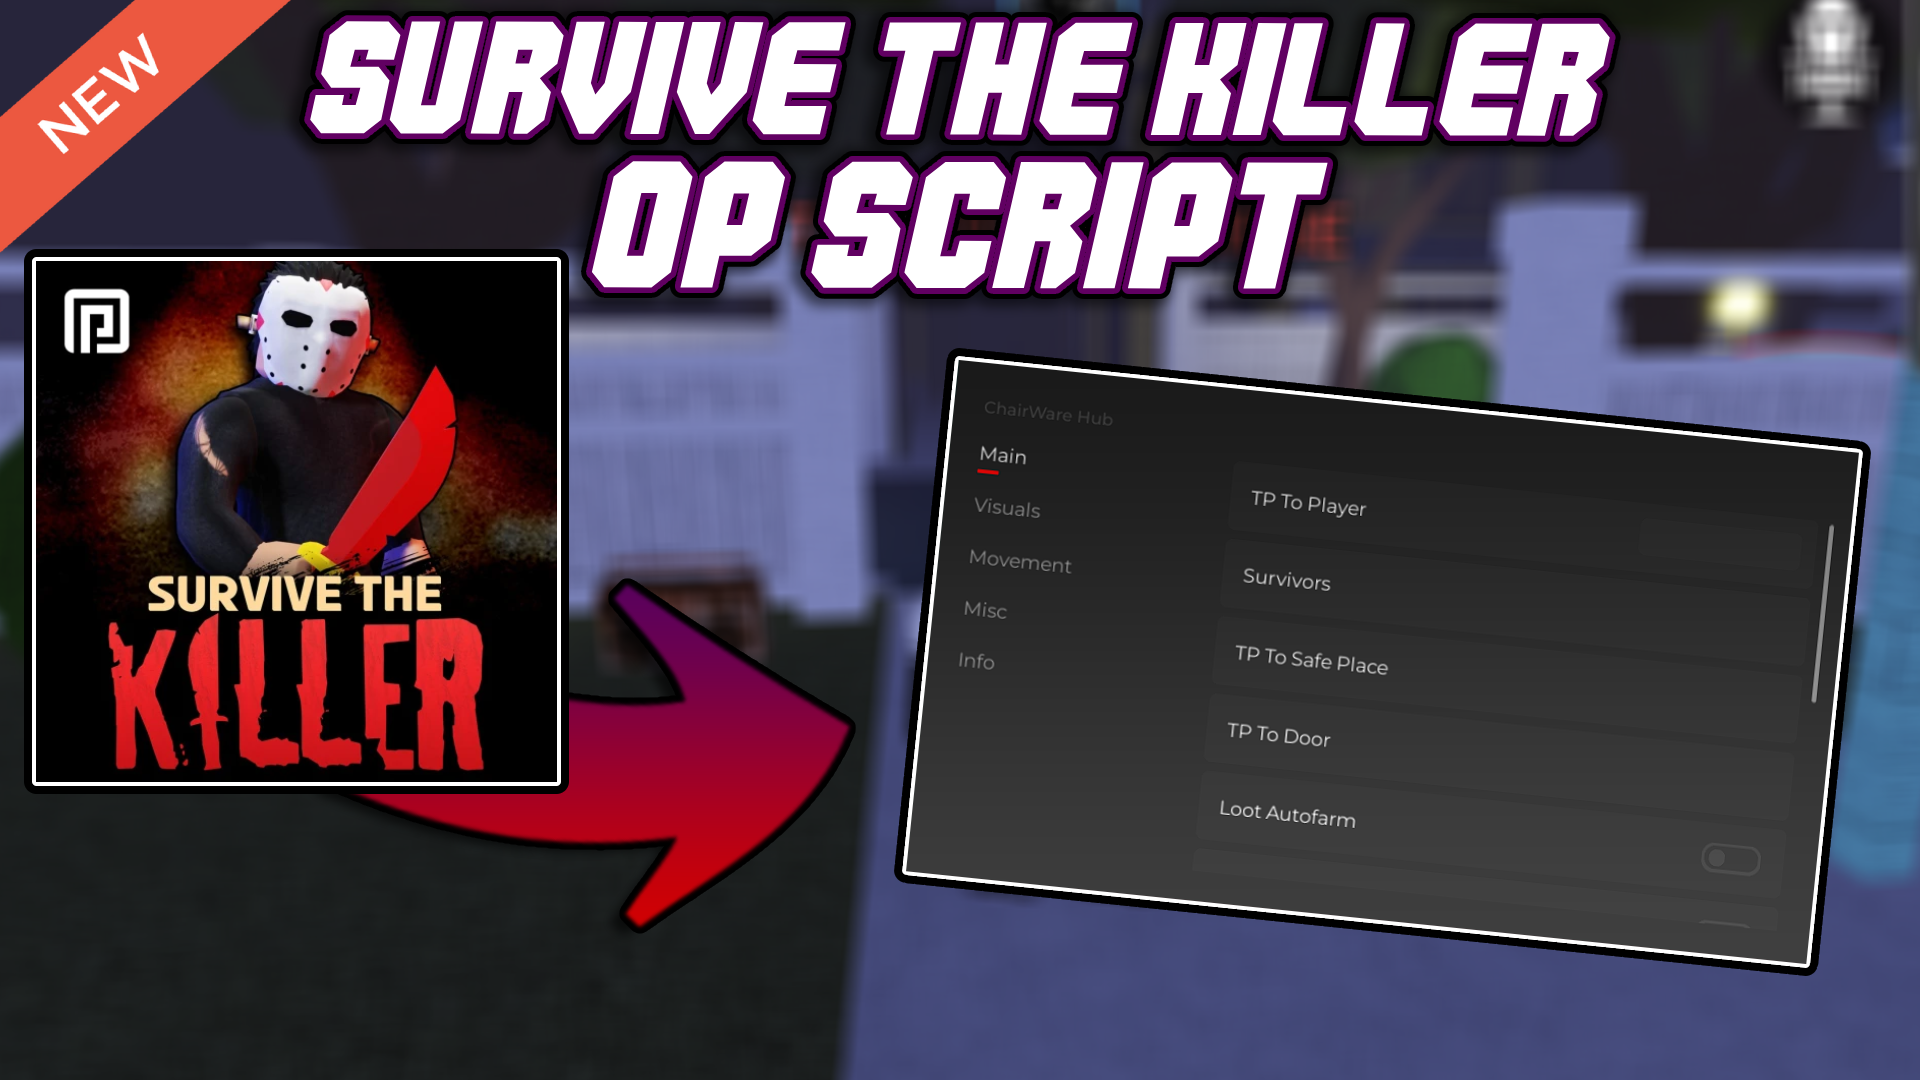 NEW
SURVIVE THE KILLER
OP SCRIPT
SURVIVE THE
KILLER
ChairWare Hub
Main
Visuals
Movement
Misc
Info
TP To Player
Survivors
TP To Safe Place
TP To Door
Loot Autofarm